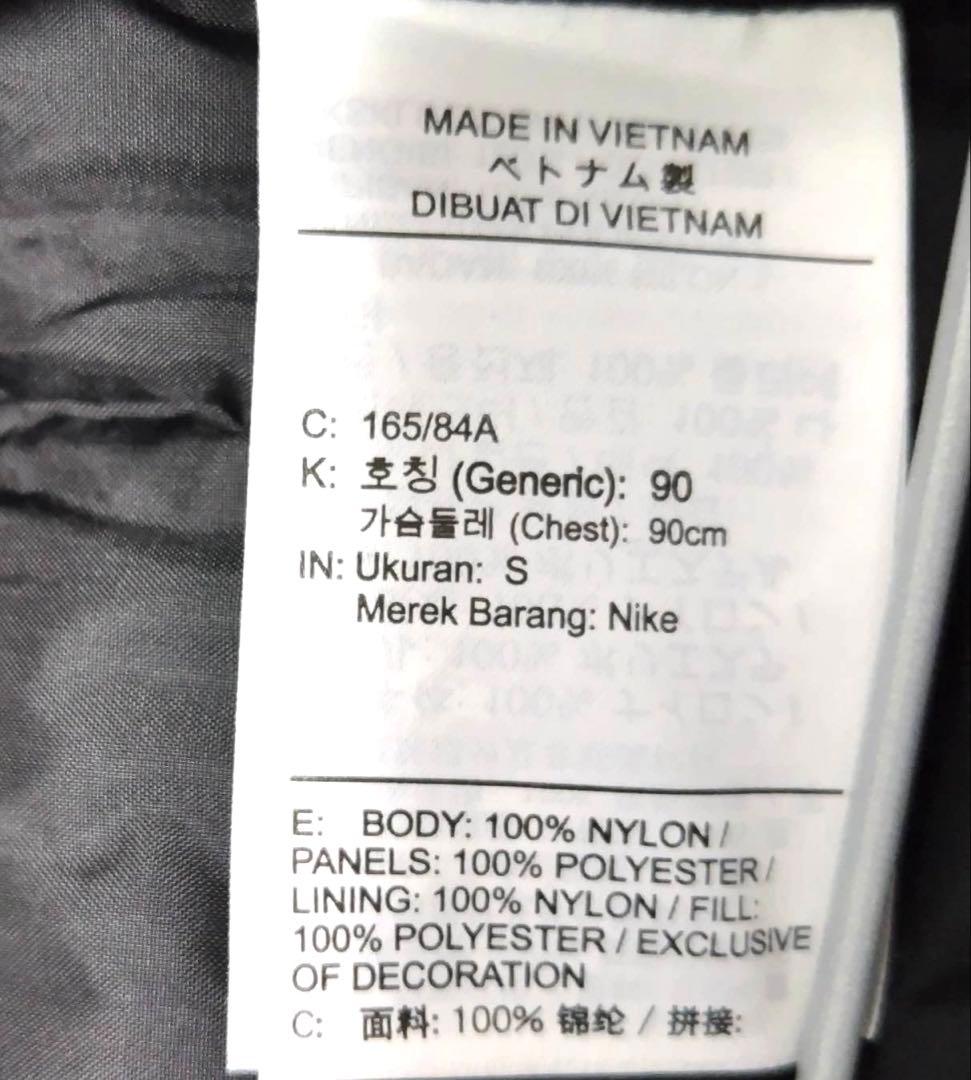 MADE IN VIETNAM
ベトナム製
DIBUAT DI VIETNAM
C: 165/84A
K: 호칭 (Generic): 90
가슴둘레 (Chest): 90cm
IN: Ukuran: S
Merek Barang: Nike
E: BODY: 100% NYLON /
PANELS: 100% POLYESTER /
LINING: 100% NYLON / FILL:
100% POLYESTER / EXCLUSIVE
OF DECORATION
C: 面料: 100% 锦纶 / 拼接: